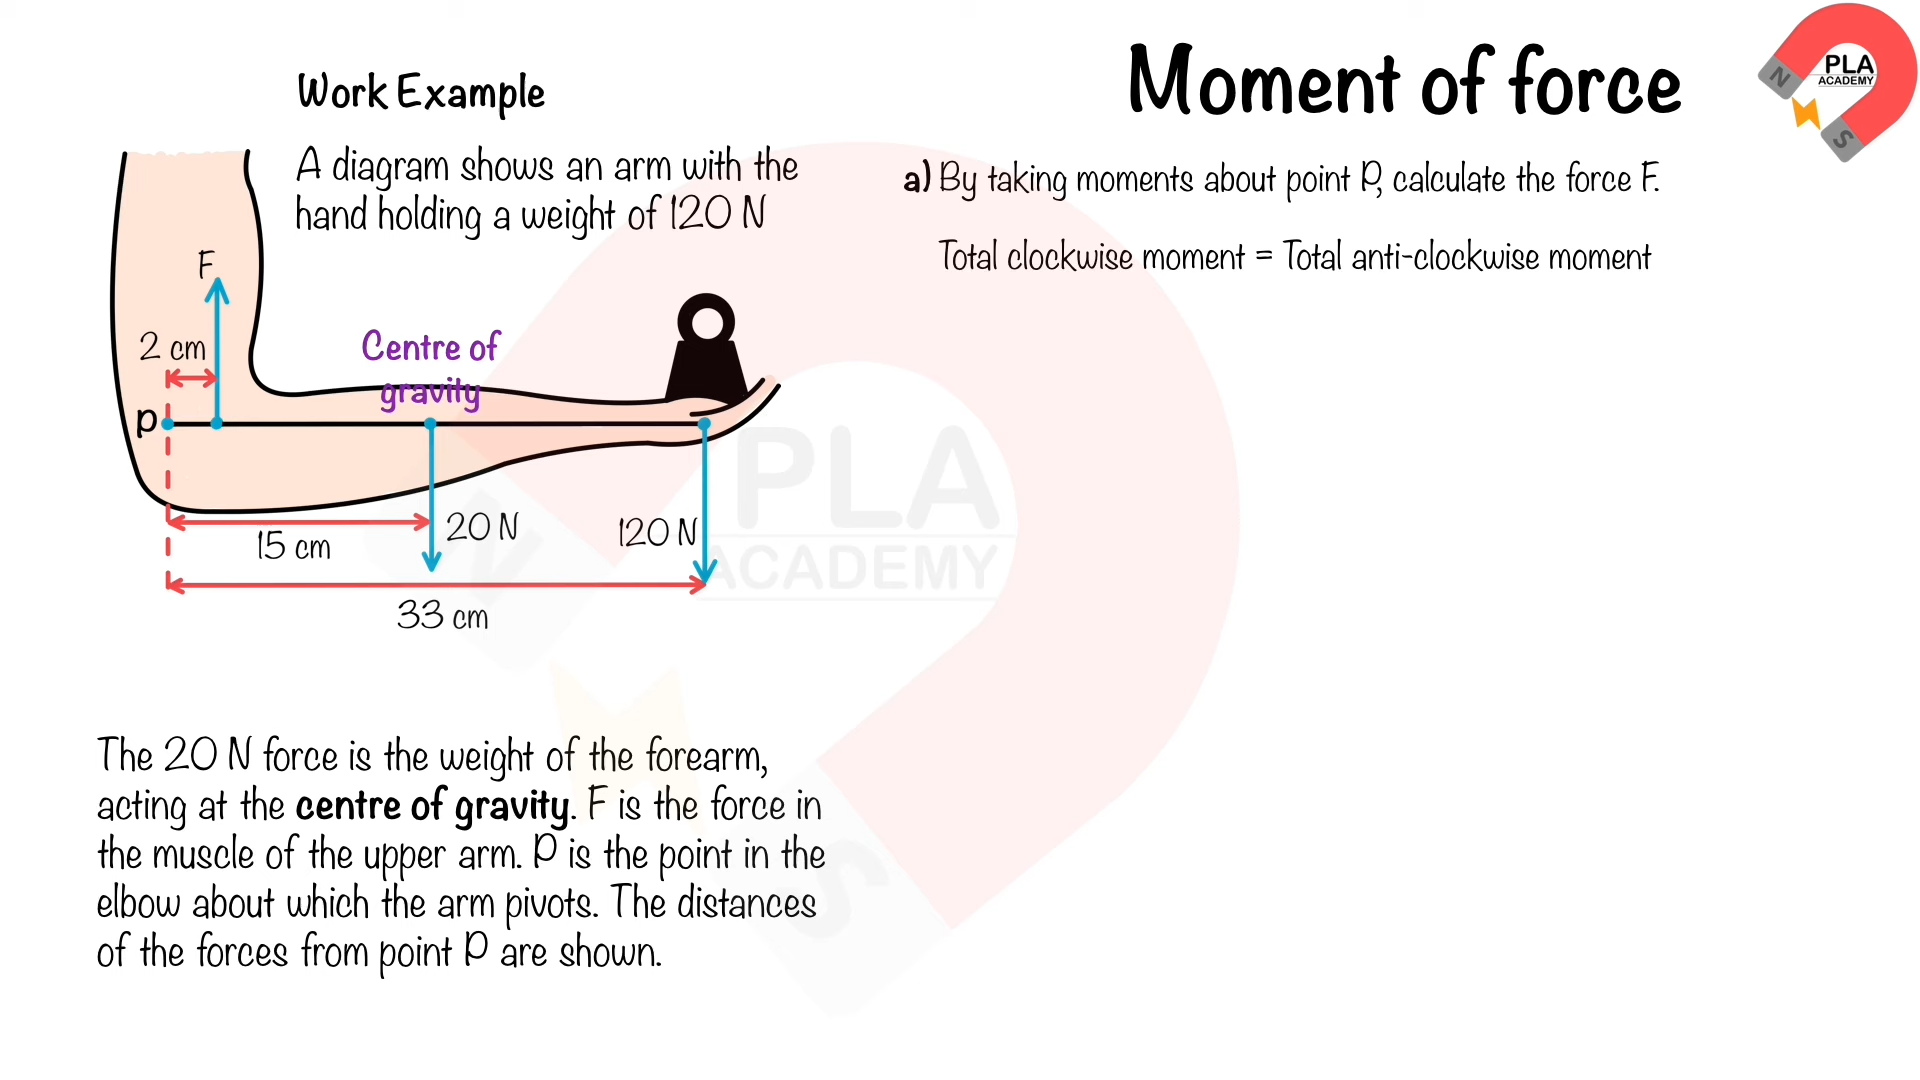 Moment of force
PLA
ACADEMY
N
S
Work Example
A diagram shows an arm with the
hand holding a weight of 120 N
F
2 cm
Centre of
gravity
P
20 N
120 N
15 cm
33 cm
The 20 N force is the weight of the forearm,
acting at the centre of gravity. F is the force in
the muscle of the upper arm. P is the point in the
elbow about which the arm pivots. The distances
of the forces from point P are shown.
a) By taking moments about point P, calculate the force F.
Total clockwise moment = Total anti-clockwise moment
PLA
ACADEMY
N
S